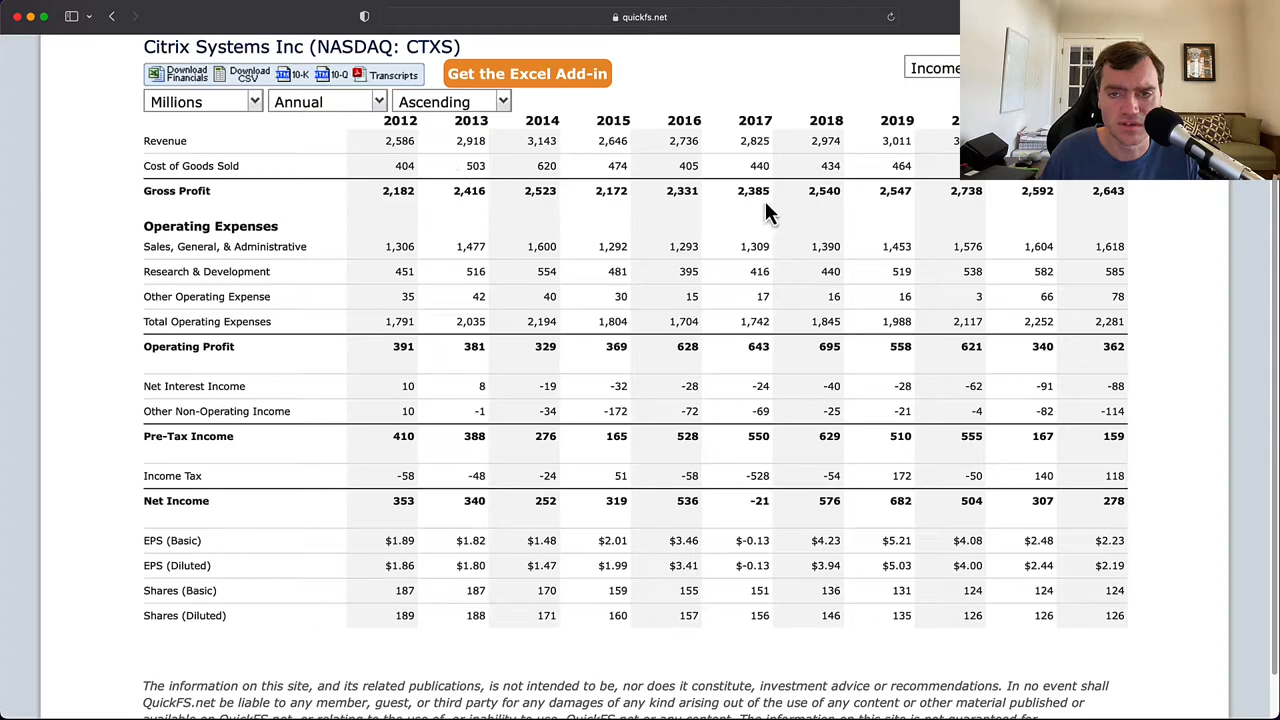 quickfs.net
Citrix Systems Inc (NASDAQ: CTXS)
Download Financials Download CSV 10-K 10-Q Transcripts Get the Excel Add-in
Millions Annual Ascending
2012 2013 2014 2015 2016 2017 2018 2019
Revenue 2,586 2,918 3,143 2,646 2,736 2,825 2,974 3,011
Cost of Goods Sold 404 503 620 474 405 440 434 464
Gross Profit 2,182 2,416 2,523 2,172 2,331 2,385 2,540 2,547 2,738 2,592 2,643
Operating Expenses
Sales, General, & Administrative 1,306 1,477 1,600 1,292 1,293 1,309 1,390 1,453 1,576 1,604 1,618
Research & Development 451 516 554 481 395 416 440 519 538 582 585
Other Operating Expense 35 42 40 30 15 17 16 16 3 66 78
Total Operating Expenses 1,791 2,035 2,194 1,804 1,704 1,742 1,845 1,988 2,117 2,252 2,281
Operating Profit 391 381 329 369 628 643 695 558 621 340 362
Net Interest Income 10 8 -19 -32 -28 -24 -40 -28 -62 -91 -88
Other Non-Operating Income 10 -1 -34 -172 -72 -69 -25 -21 -4 -82 -114
Pre-Tax Income 410 388 276 165 528 550 629 510 555 167 159
Income Tax -58 -48 -24 51 -58 -528 -54 172 -50 140 118
Net Income 353 340 252 319 536 -21 576 682 504 307 278
EPS (Basic) $1.89 $1.82 $1.48 $2.01 $3.46 $-0.13 $4.23 $5.21 $4.08 $2.48 $2.23
EPS (Diluted) $1.86 $1.80 $1.47 $1.99 $3.41 $-0.13 $3.94 $5.03 $4.00 $2.44 $2.19
Shares (Basic) 187 187 170 159 155 151 136 131 124 124 124
Shares (Diluted) 189 188 171 160 157 156 146 135 126 126 126
The information on this site, and its related publications, is not intended to be, nor does it constitute, investment advice or recommendations. In no event shall
QuickFS.net be liable to any member, guest, or third party for any damages of any kind arising out of the use of any content or other material published or